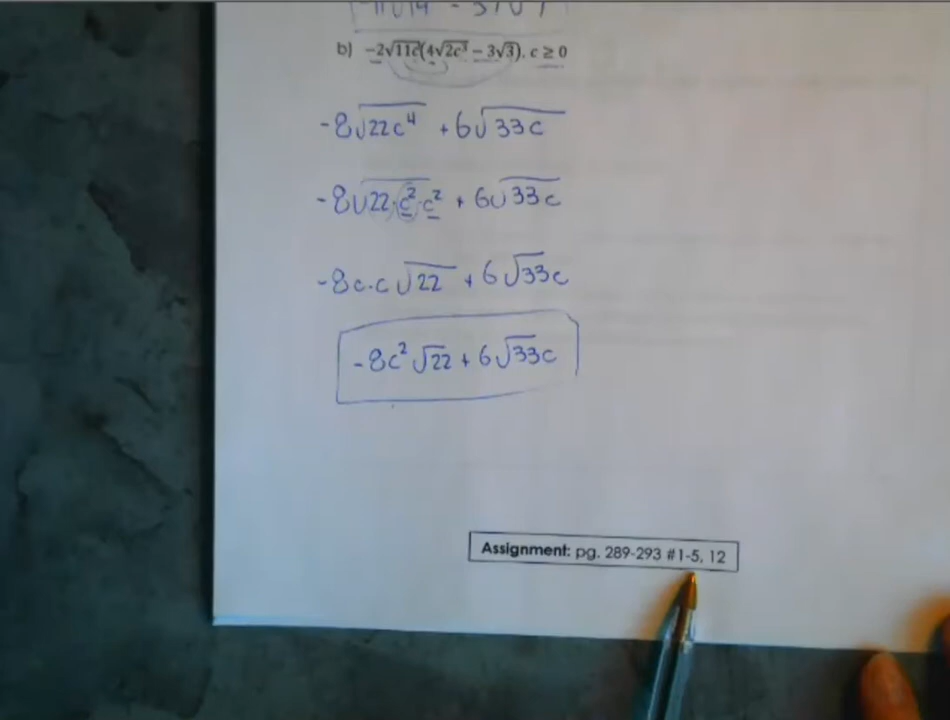 b) -2√11c(4√2c³ - 3√3), c ≥ 0
-8√22c⁴ + 6√33c
-8√22·c²·c² + 6√33c
-8c·c√22 + 6√33c
-8c²√22 + 6√33c
Assignment: pg. 289-293 #1-5, 12